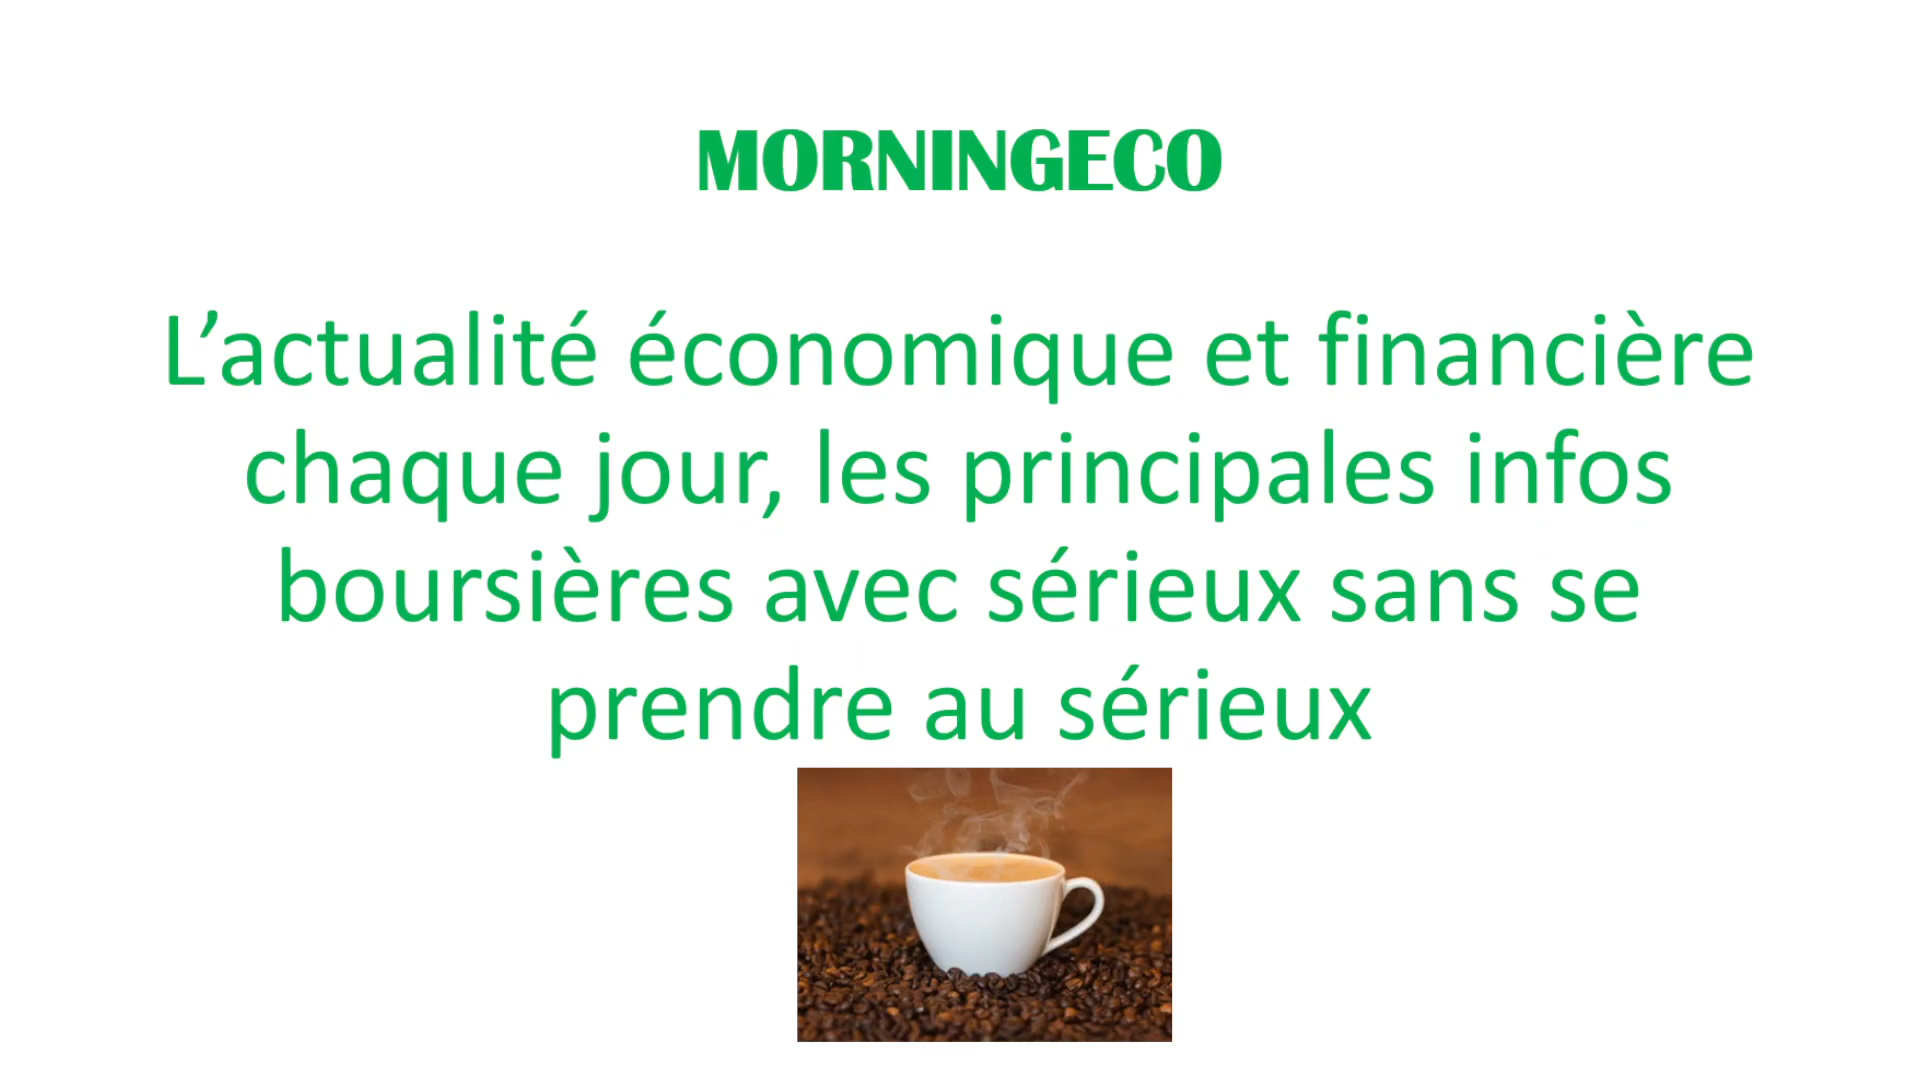 MORNINGECO
L’actualité économique et financière
chaque jour, les principales infos
boursières avec sérieux sans se
prendre au sérieux